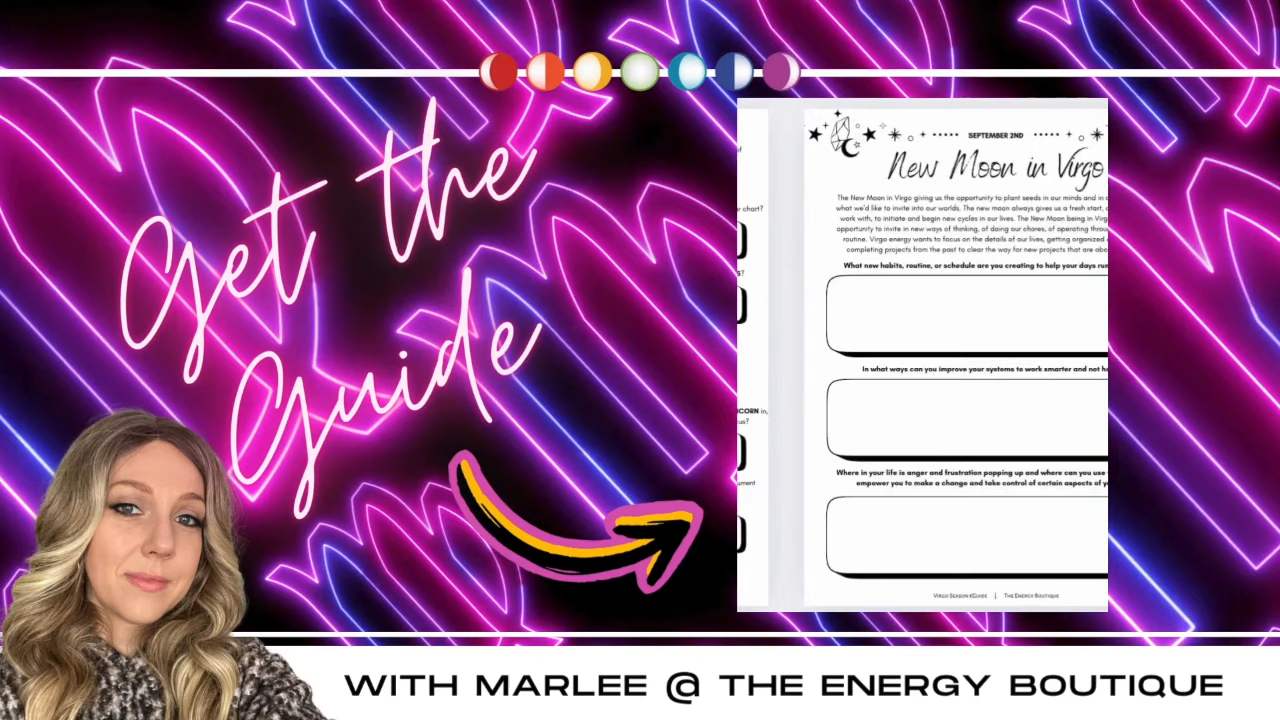 Get the
Guide
SEPTEMBER 2ND
New Moon in Virgo
The New Moon in Virgo giving us the opportunity to plant seeds in our minds and in
what we'd like to invite into our worlds. The new moon always gives us a fresh start,
work with, to initiate and begin new cycles in our lives. The New Moon being in Virg
opportunity to invite in new ways of thinking, of doing our chares, of operating throu
routine. Virgo energy wants to focus on the details of our lives, getting organized
completing projects from the past to clear the way for new projects that are abo
What new habits, routine, or schedule are you creating to help your days run
In what ways can you improve your systems to work smarter and not ha
Where in your life is anger and frustration popping up and where can you use
empower you to make a change and take control of certain aspects of y
VIRGO SEASON EGUIDE | THE ENERGY BOUTIQUE
chart?
CORN in,
us?
urrent
WITH MARLEE @ THE ENERGY BOUTIQUE